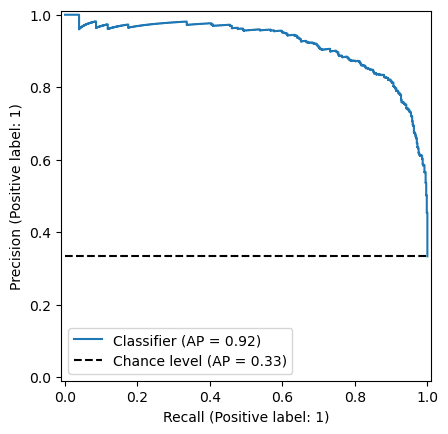 1.0
0.8
0.6
0.4
0.2
0.0
Precision (Positive label: 1)
Classifier (AP = 0.92)
Chance level (AP = 0.33)
0.0 0.2 0.4 0.6 0.8 1.0
Recall (Positive label: 1)